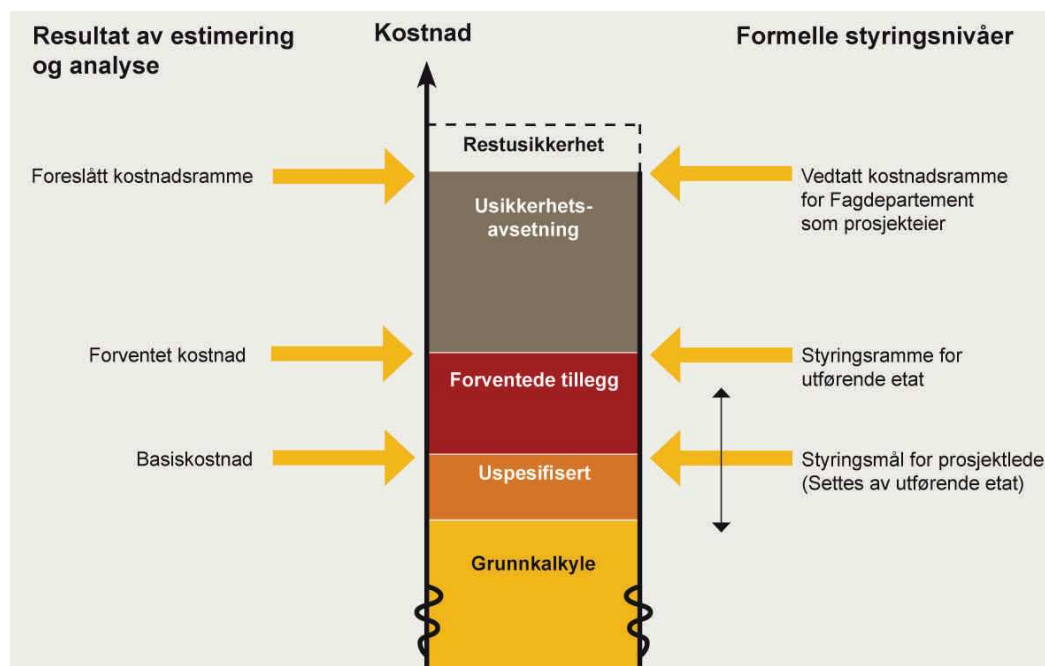 Resultat av estimering
og analyse
Kostnad
Formelle styringsnivåer
Restusikkerhet
Foreslått kostnadsramme
Vedtatt kostnadsramme
for Fagdepartement
som prosjekteier
Usikkerhets-
avsetning
Forventet kostnad
Styringsramme for
utførende etat
Forventede tillegg
Basiskostnad
Styringsmål for prosjektlede
(Settes av utførende etat)
Uspesifisert
Grunnkalkyle